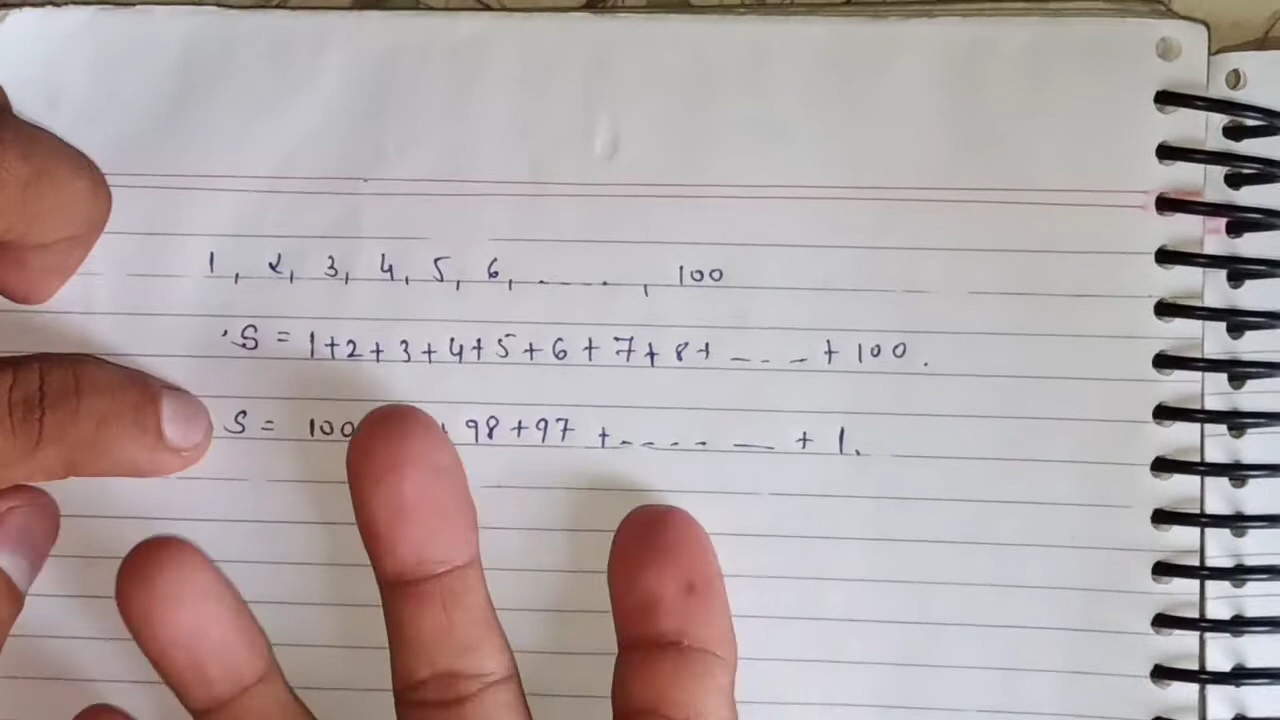 1, 2, 3, 4, 5, 6, ....., 100
S = 1+2+3+4+5+6+7+8+ ---- + 100.
S = 100 + 98+97 +----- + 1.